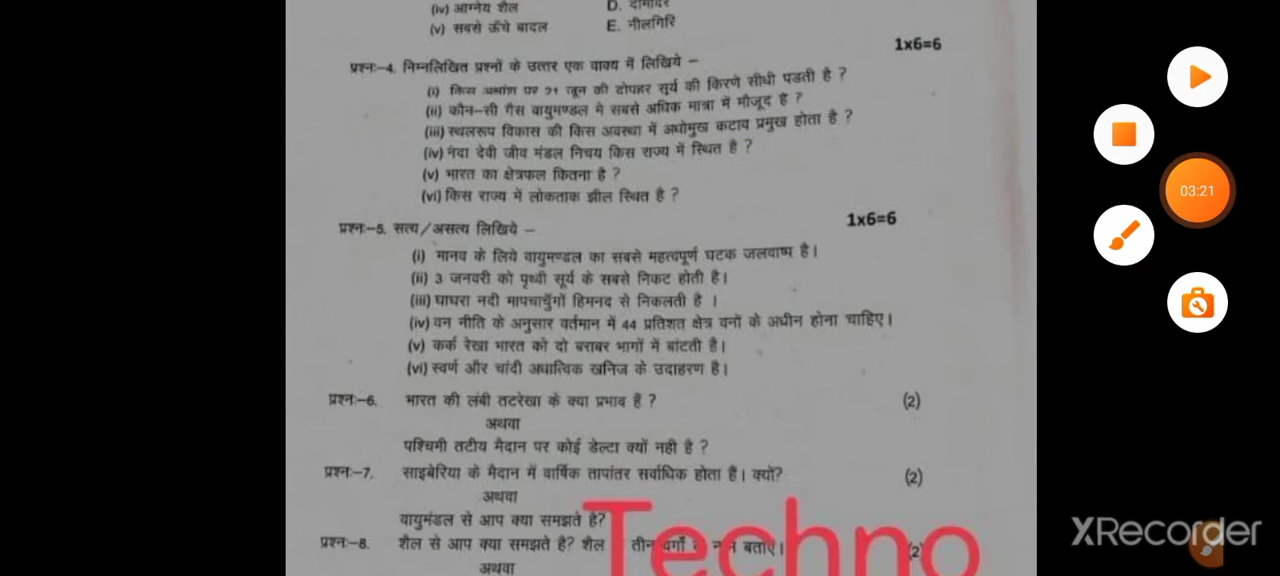 (iv) आग्नेय शैल D. दामोदर
(v) सबसे ऊँचे बादल E. नीलगिरि
1x6=6
प्रश्नः-4. निम्नलिखित प्रश्नों के उत्तर एक वाक्य में लिखिये –
(i) किस अक्षांश पर 21 जून की दोपहर सूर्य की किरणे सीधी पडती है ?
(ii) कौन-सी गैस वायुमण्डल मे सबसे अधिक मात्रा में मौजूद है ?
(iii) स्थलरूप विकास की किस अवस्था में अधोमुख कटाव प्रमुख होता है ?
(iv) नंदा देवी जीव मंडल निचय किस राज्य में स्थित है ?
(v) भारत का क्षेत्रफल कितना है ?
(vi) किस राज्य में लोकताक झील स्थित है ?
प्रश्नः-5. सत्य/असत्य लिखिये – 1x6=6
(i) मानव के लिये वायुमण्डल का सबसे महत्वपूर्ण घटक जलवाष्प है।
(ii) 3 जनवरी को पृथ्वी सूर्य के सबसे निकट होती है।
(iii) घाघरा नदी मापचाचुँगों हिमनद से निकलती है ।
(iv) वन नीति के अनुसार वर्तमान में 44 प्रतिशत क्षेत्र वनों के अधीन होना चाहिए।
(v) कर्क रेखा भारत को दो बराबर भागों में बांटती है।
(vi) स्वर्ण और चांदी अधात्विक खनिज के उदाहरण है।
प्रश्नः-6. भारत की लंबी तटरेखा के क्या प्रभाव हैं ? (2)
अथवा
पश्चिमी तटीय मैदान पर कोई डेल्टा क्यों नही है ?
प्रश्नः-7. साइबेरिया के मैदान में वार्षिक तापांतर सर्वाधिक होता है। क्यों? (2)
अथवा
वायुमंडल से आप क्या समझते है?
प्रश्नः-8. शैल से आप क्या समझते है? शैल तीन वर्गों बताएं। (2)
अथवा
Techno
03:21
XRecorder